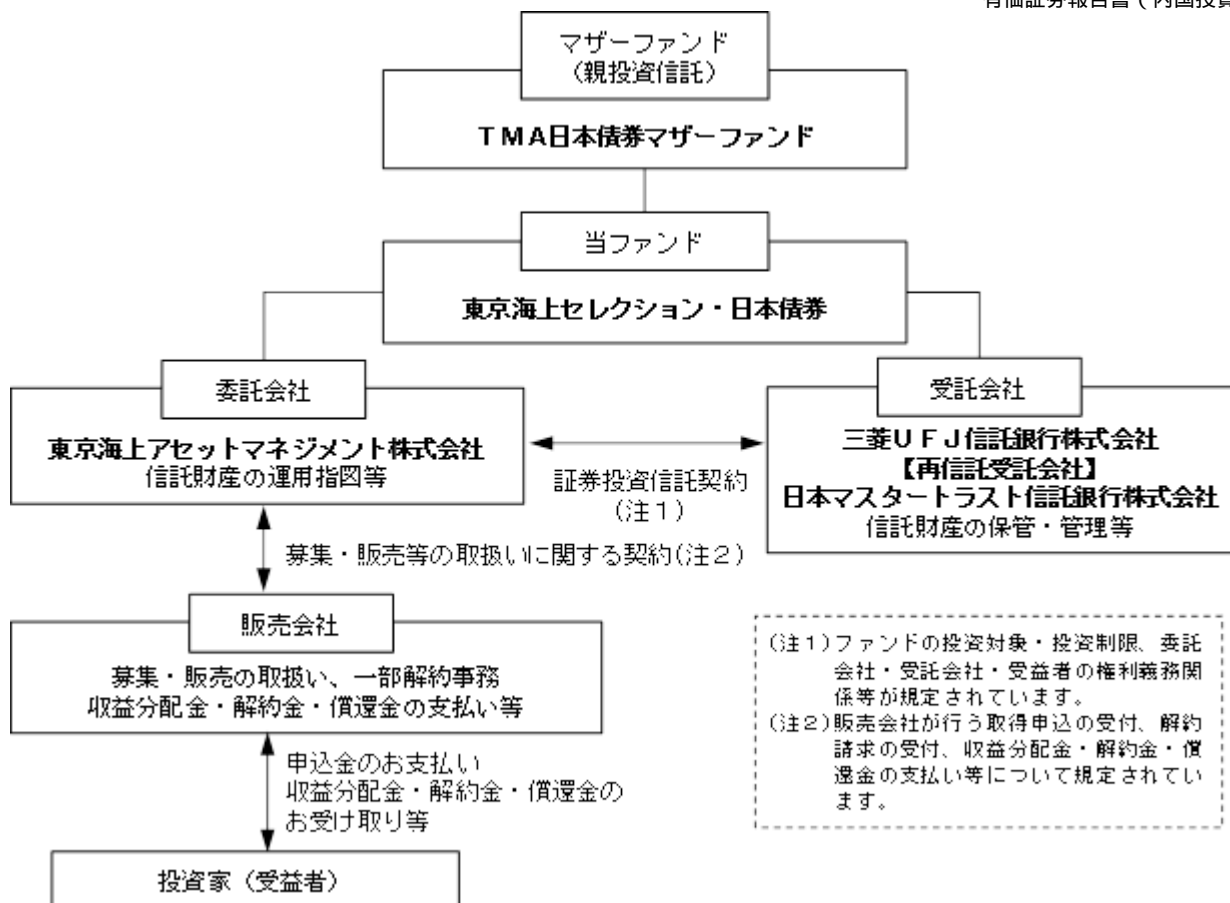 有価証券報告書（内国投資
マザーファンド
（親投資信託）
ＴＭＡ日本債券マザーファンド
当ファンド
東京海上セレクション・日本債券
委託会社
東京海上アセットマネジメント株式会社
信託財産の運用指図等
証券投資信託契約
(注１)
受託会社
三菱ＵＦＪ信託銀行株式会社
【再信託受託会社】
日本マスタートラスト信託銀行株式会社
信託財産の保管・管理等
募集・販売等の取扱いに関する契約(注２)
販売会社
募集・販売の取扱い、一部解約事務
収益分配金・解約金・償還金の支払い等
申込金のお支払い
収益分配金・解約金・償還金の
お受け取り等
投資家（受益者）
(注１)ファンドの投資対象・投資制限、委託
会社・受託会社・受益者の権利義務関
係等が規定されています。
(注２)販売会社が行う取得申込の受付、解約
請求の受付、収益分配金・解約金・償
還金の支払い等について規定されてい
ます。